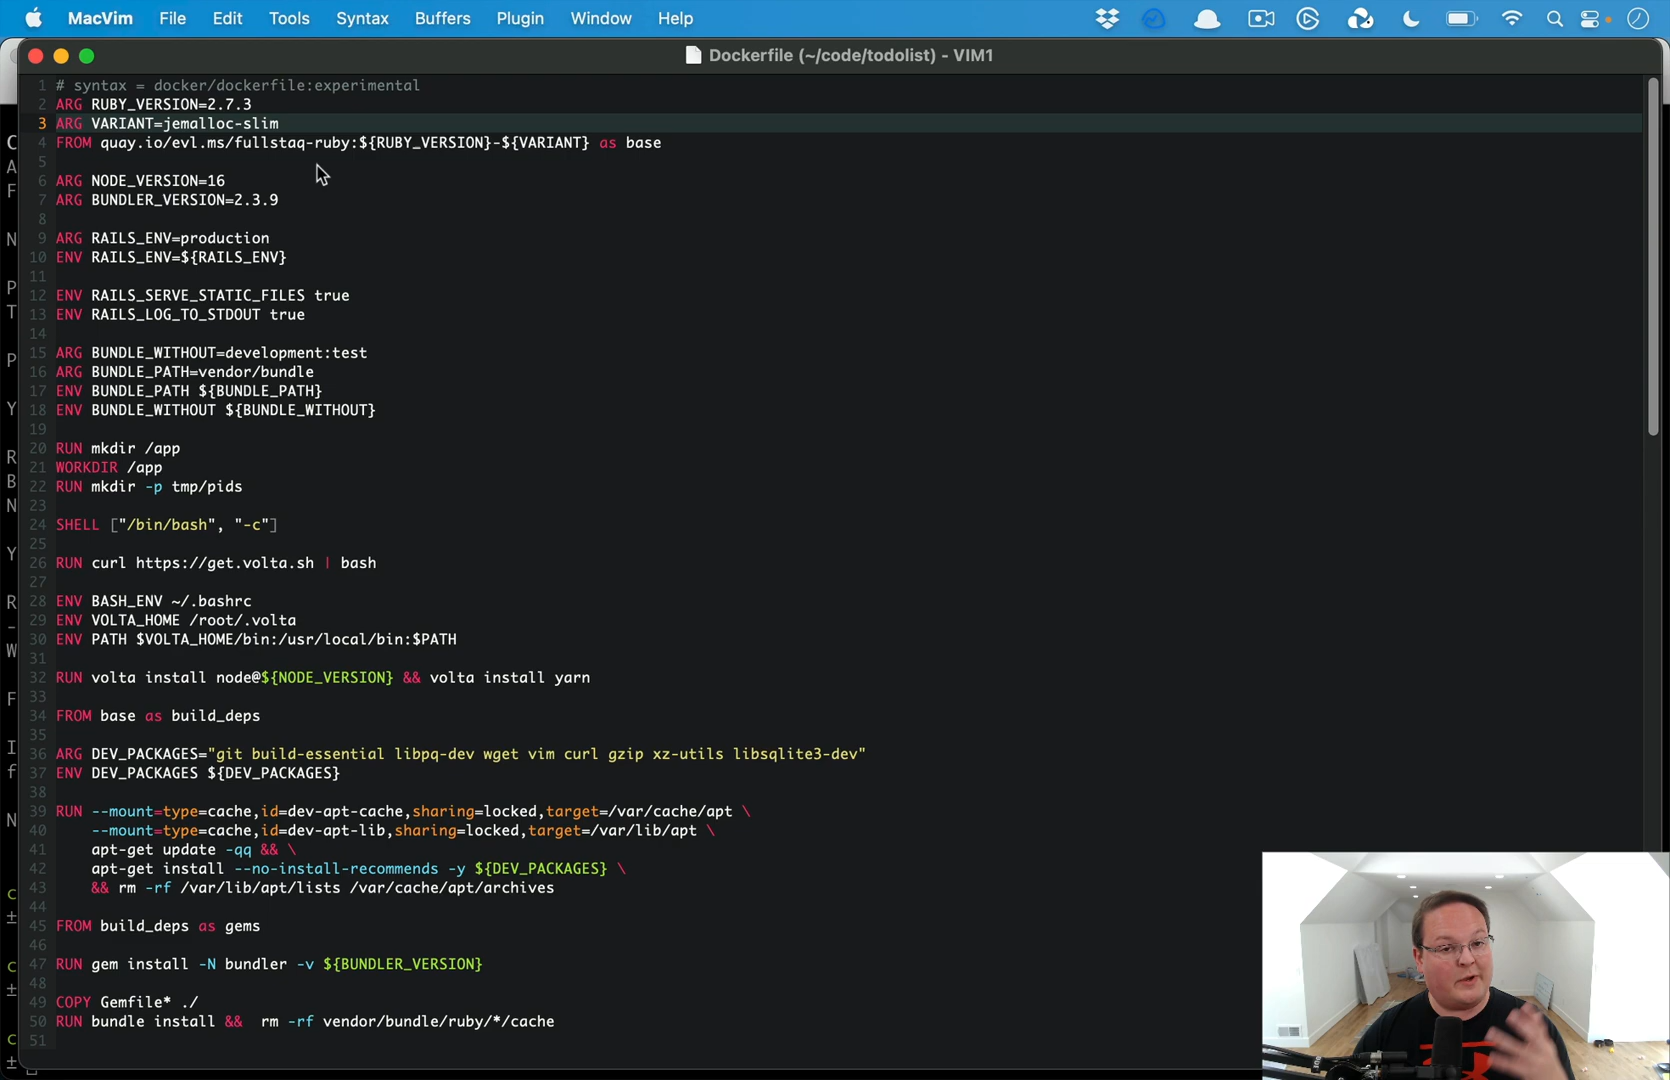 MacVim File Edit Tools Syntax Buffers Plugin Window Help
Dockerfile (~/code/todolist) - VIM1
1 # syntax = docker/dockerfile:experimental
2 ARG RUBY_VERSION=2.7.3
3 ARG VARIANT=jemalloc-slim
4 FROM quay.io/evl.ms/fullstaq-ruby:${RUBY_VERSION}-${VARIANT} as base
5
6 ARG NODE_VERSION=16
7 ARG BUNDLER_VERSION=2.3.9
8
9 ARG RAILS_ENV=production
10 ENV RAILS_ENV=${RAILS_ENV}
11
12 ENV RAILS_SERVE_STATIC_FILES true
13 ENV RAILS_LOG_TO_STDOUT true
14
15 ARG BUNDLE_WITHOUT=development:test
16 ARG BUNDLE_PATH=vendor/bundle
17 ENV BUNDLE_PATH ${BUNDLE_PATH}
18 ENV BUNDLE_WITHOUT ${BUNDLE_WITHOUT}
19
20 RUN mkdir /app
21 WORKDIR /app
22 RUN mkdir -p tmp/pids
23
24 SHELL ["/bin/bash", "-c"]
25
26 RUN curl https://get.volta.sh | bash
27
28 ENV BASH_ENV ~/.bashrc
29 ENV VOLTA_HOME /root/.volta
30 ENV PATH $VOLTA_HOME/bin:/usr/local/bin:$PATH
31
32 RUN volta install node@${NODE_VERSION} && volta install yarn
33
34 FROM base as build_deps
35
36 ARG DEV_PACKAGES="git build-essential libpq-dev wget vim curl gzip xz-utils libsqlite3-dev"
37 ENV DEV_PACKAGES ${DEV_PACKAGES}
38
39 RUN --mount=type=cache,id=dev-apt-cache,sharing=locked,target=/var/cache/apt \
40 --mount=type=cache,id=dev-apt-lib,sharing=locked,target=/var/lib/apt \
41 apt-get update -qq && \
42 apt-get install --no-install-recommends -y ${DEV_PACKAGES} \
43 && rm -rf /var/lib/apt/lists /var/cache/apt/archives
44
45 FROM build_deps as gems
46
47 RUN gem install -N bundler -v ${BUNDLER_VERSION}
48
49 COPY Gemfile* ./
50 RUN bundle install && rm -rf vendor/bundle/ruby/*/cache
51